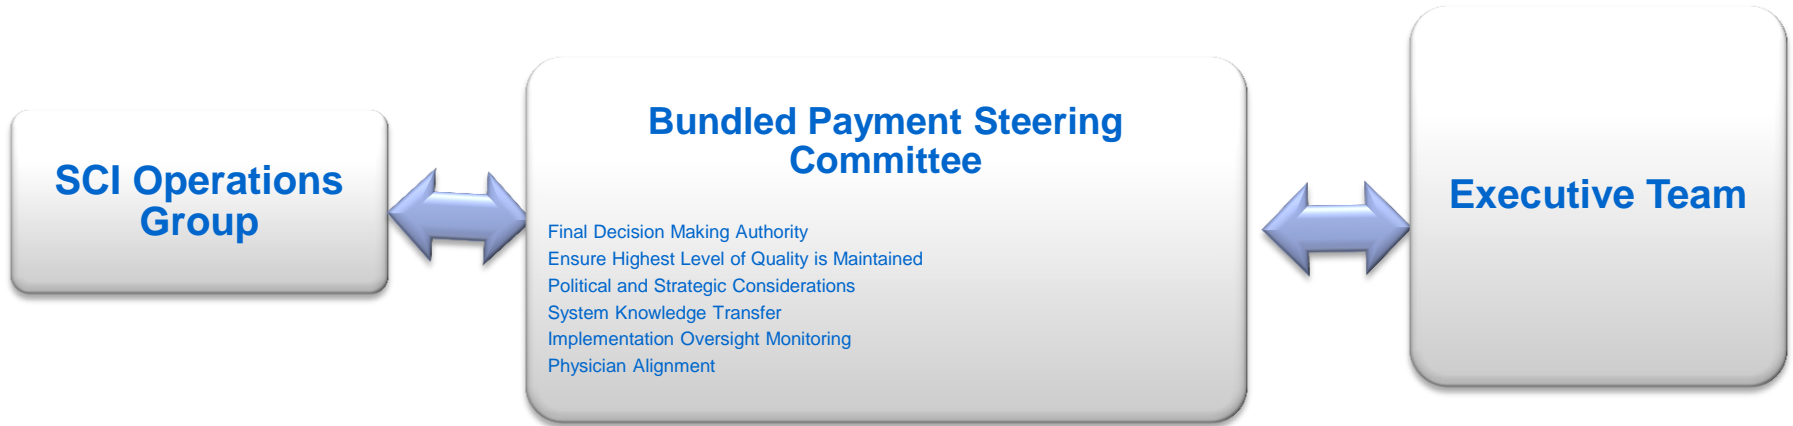 SCI Operations
Group
Bundled Payment Steering
Committee
Final Decision Making Authority
Ensure Highest Level of Quality is Maintained
Political and Strategic Considerations
System Knowledge Transfer
Implementation Oversight Monitoring
Physician Alignment
Executive Team